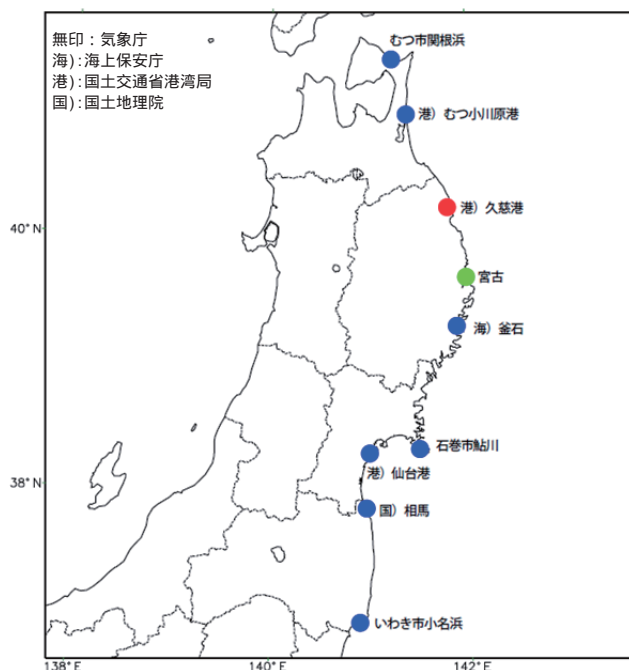 無印：気象庁
海）：海上保安庁
港）：国土交通省港湾局
国）：国土地理院
むつ市関根浜
港）むつ小川原港
港）久慈港
40°N
宮古
海）釜石
石巻市鮎川
港）仙台港
38°N
国）相馬
いわき市小名浜
138°E
140°E
142°E